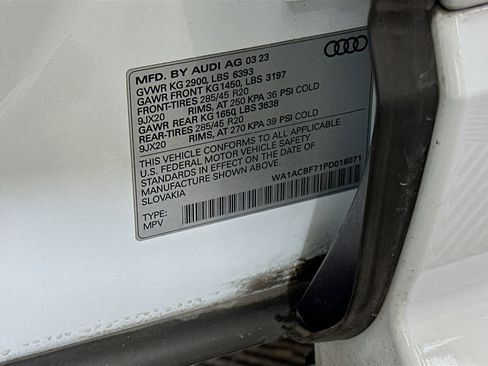 MFD. BY AUDI AG 03 23
GVWR KG 2900, LBS 6393
GAWR FRONT KG1450, LBS 3197
FRONT-TIRES 285/45 R20
9JX20 RIMS, AT 250 KPA 36 PSI COLD
GAWR REAR KG 1650, LBS 3638
REAR-TIRES 285/45 R20
9JX20 RIMS, AT 270 KPA 39 PSI COLD
THIS VEHICLE CONFORMS TO ALL APPLICABLE
U.S. FEDERAL MOTOR VEHICLE SAFETY
STANDARDS IN EFFECT ON THE DATE OF
MANUFACTURE SHOWN ABOVE.
SLOVAKIA
WA1ACBF71PD016071
TYPE:
MPV